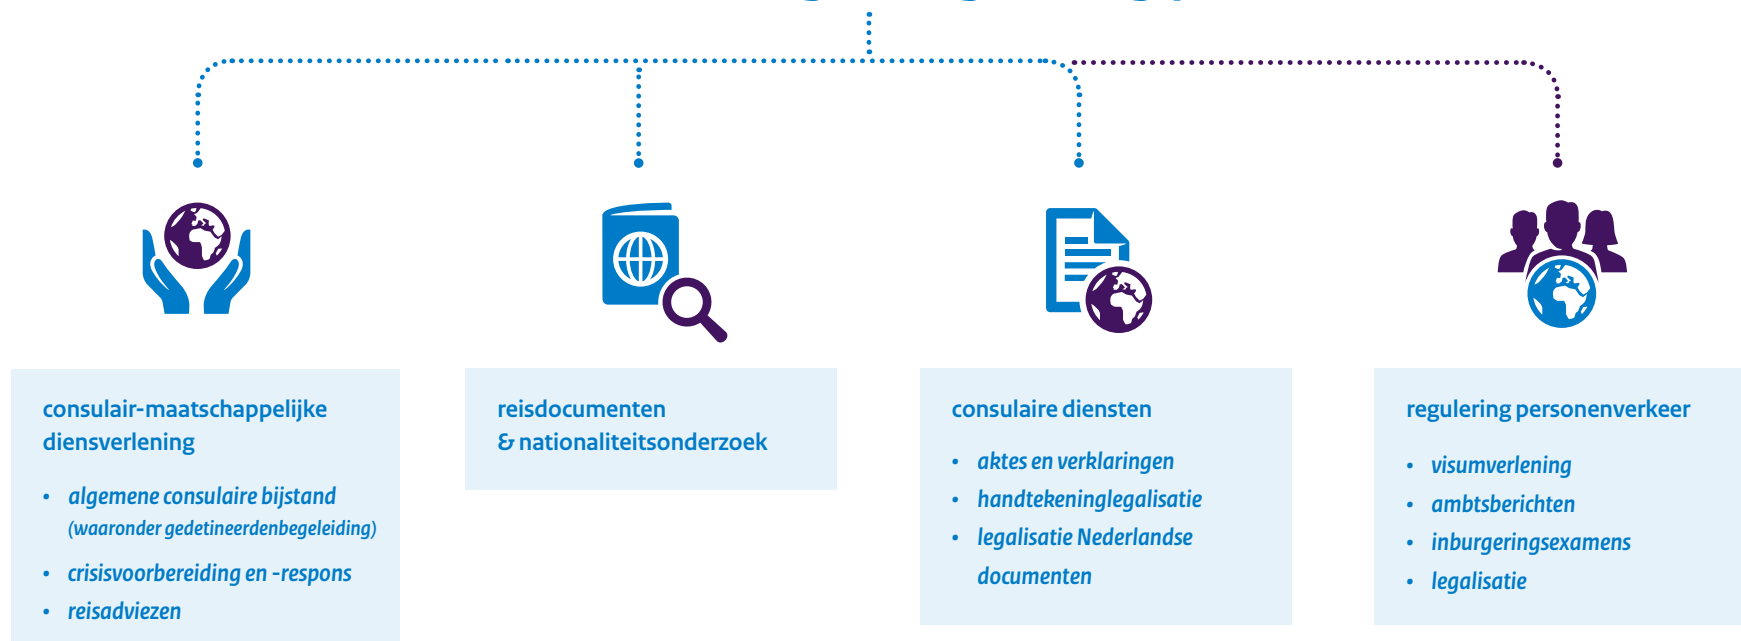 consulair-maatschappelijke
diensverlening
• algemene consulaire bijstand
(waaronder gedetineerdenbegeleiding)
• crisisvoorbereiding en -respons
• reisadviezen
reisdocumenten
& nationaliteitsonderzoek
consulaire diensten
• aktes en verklaringen
• handtekeninglegalisatie
• legalisatie Nederlandse
documenten
regulering personenverkeer
• visumverlening
• ambtsberichten
• inburgeringsexamens
• legalisatie